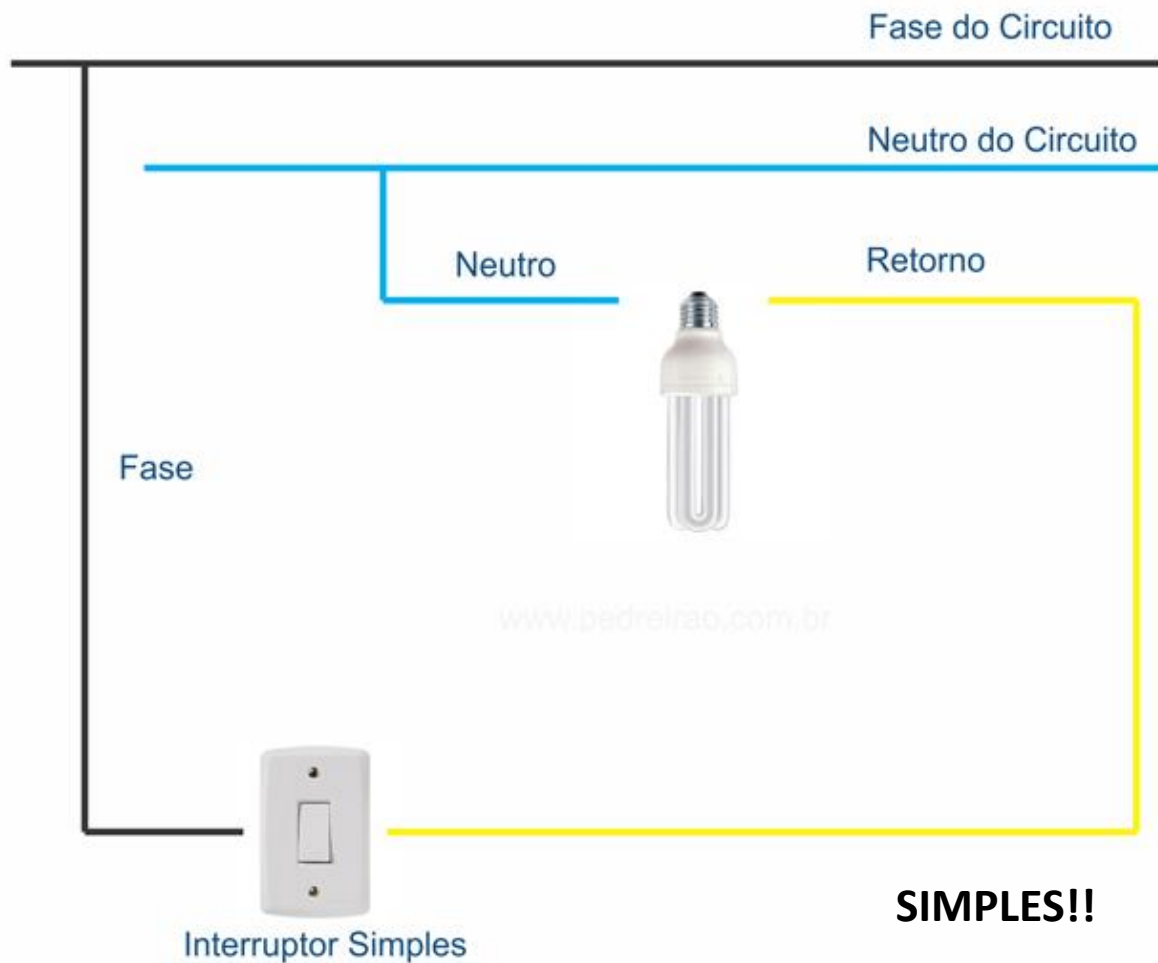 Fase do Circuito
Neutro do Circuito
Neutro
Retorno
Fase
www.pedreirao.com.br
SIMPLES!!
Interruptor Simples